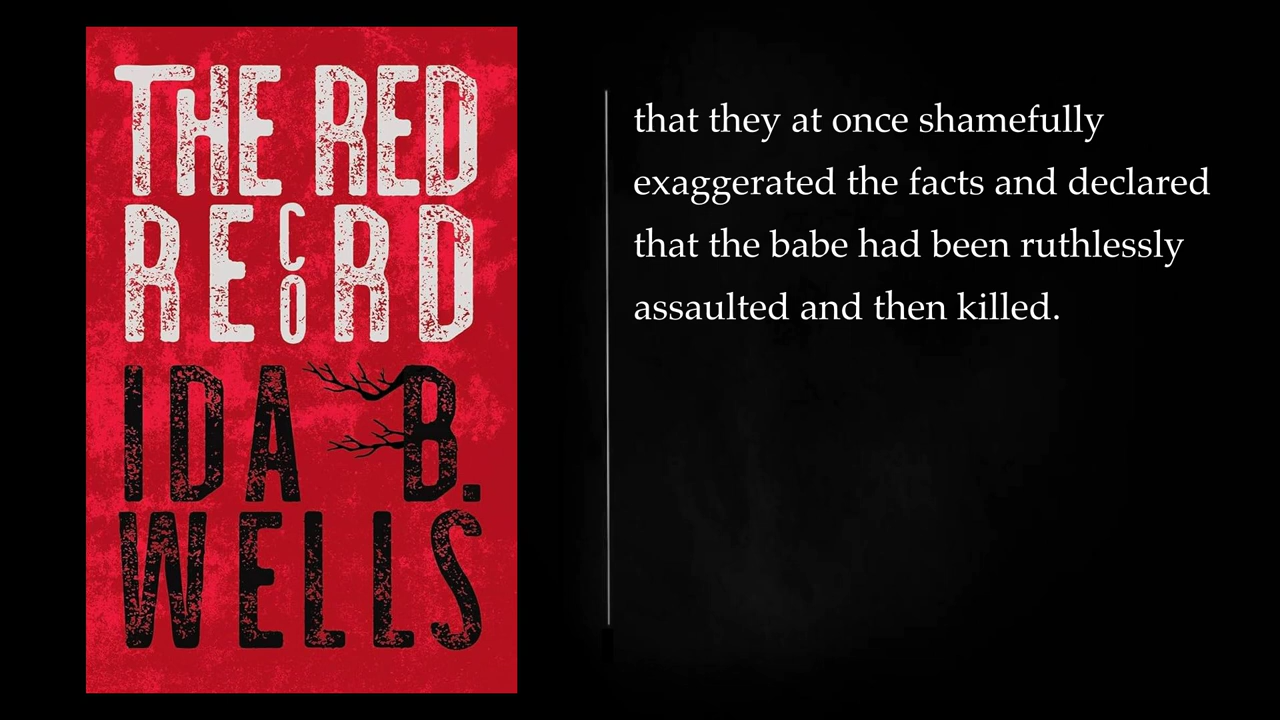 THE RED
RECORD
IDA B.
WELLS
that they at once shamefully
exaggerated the facts and declared
that the babe had been ruthlessly
assaulted and then killed.